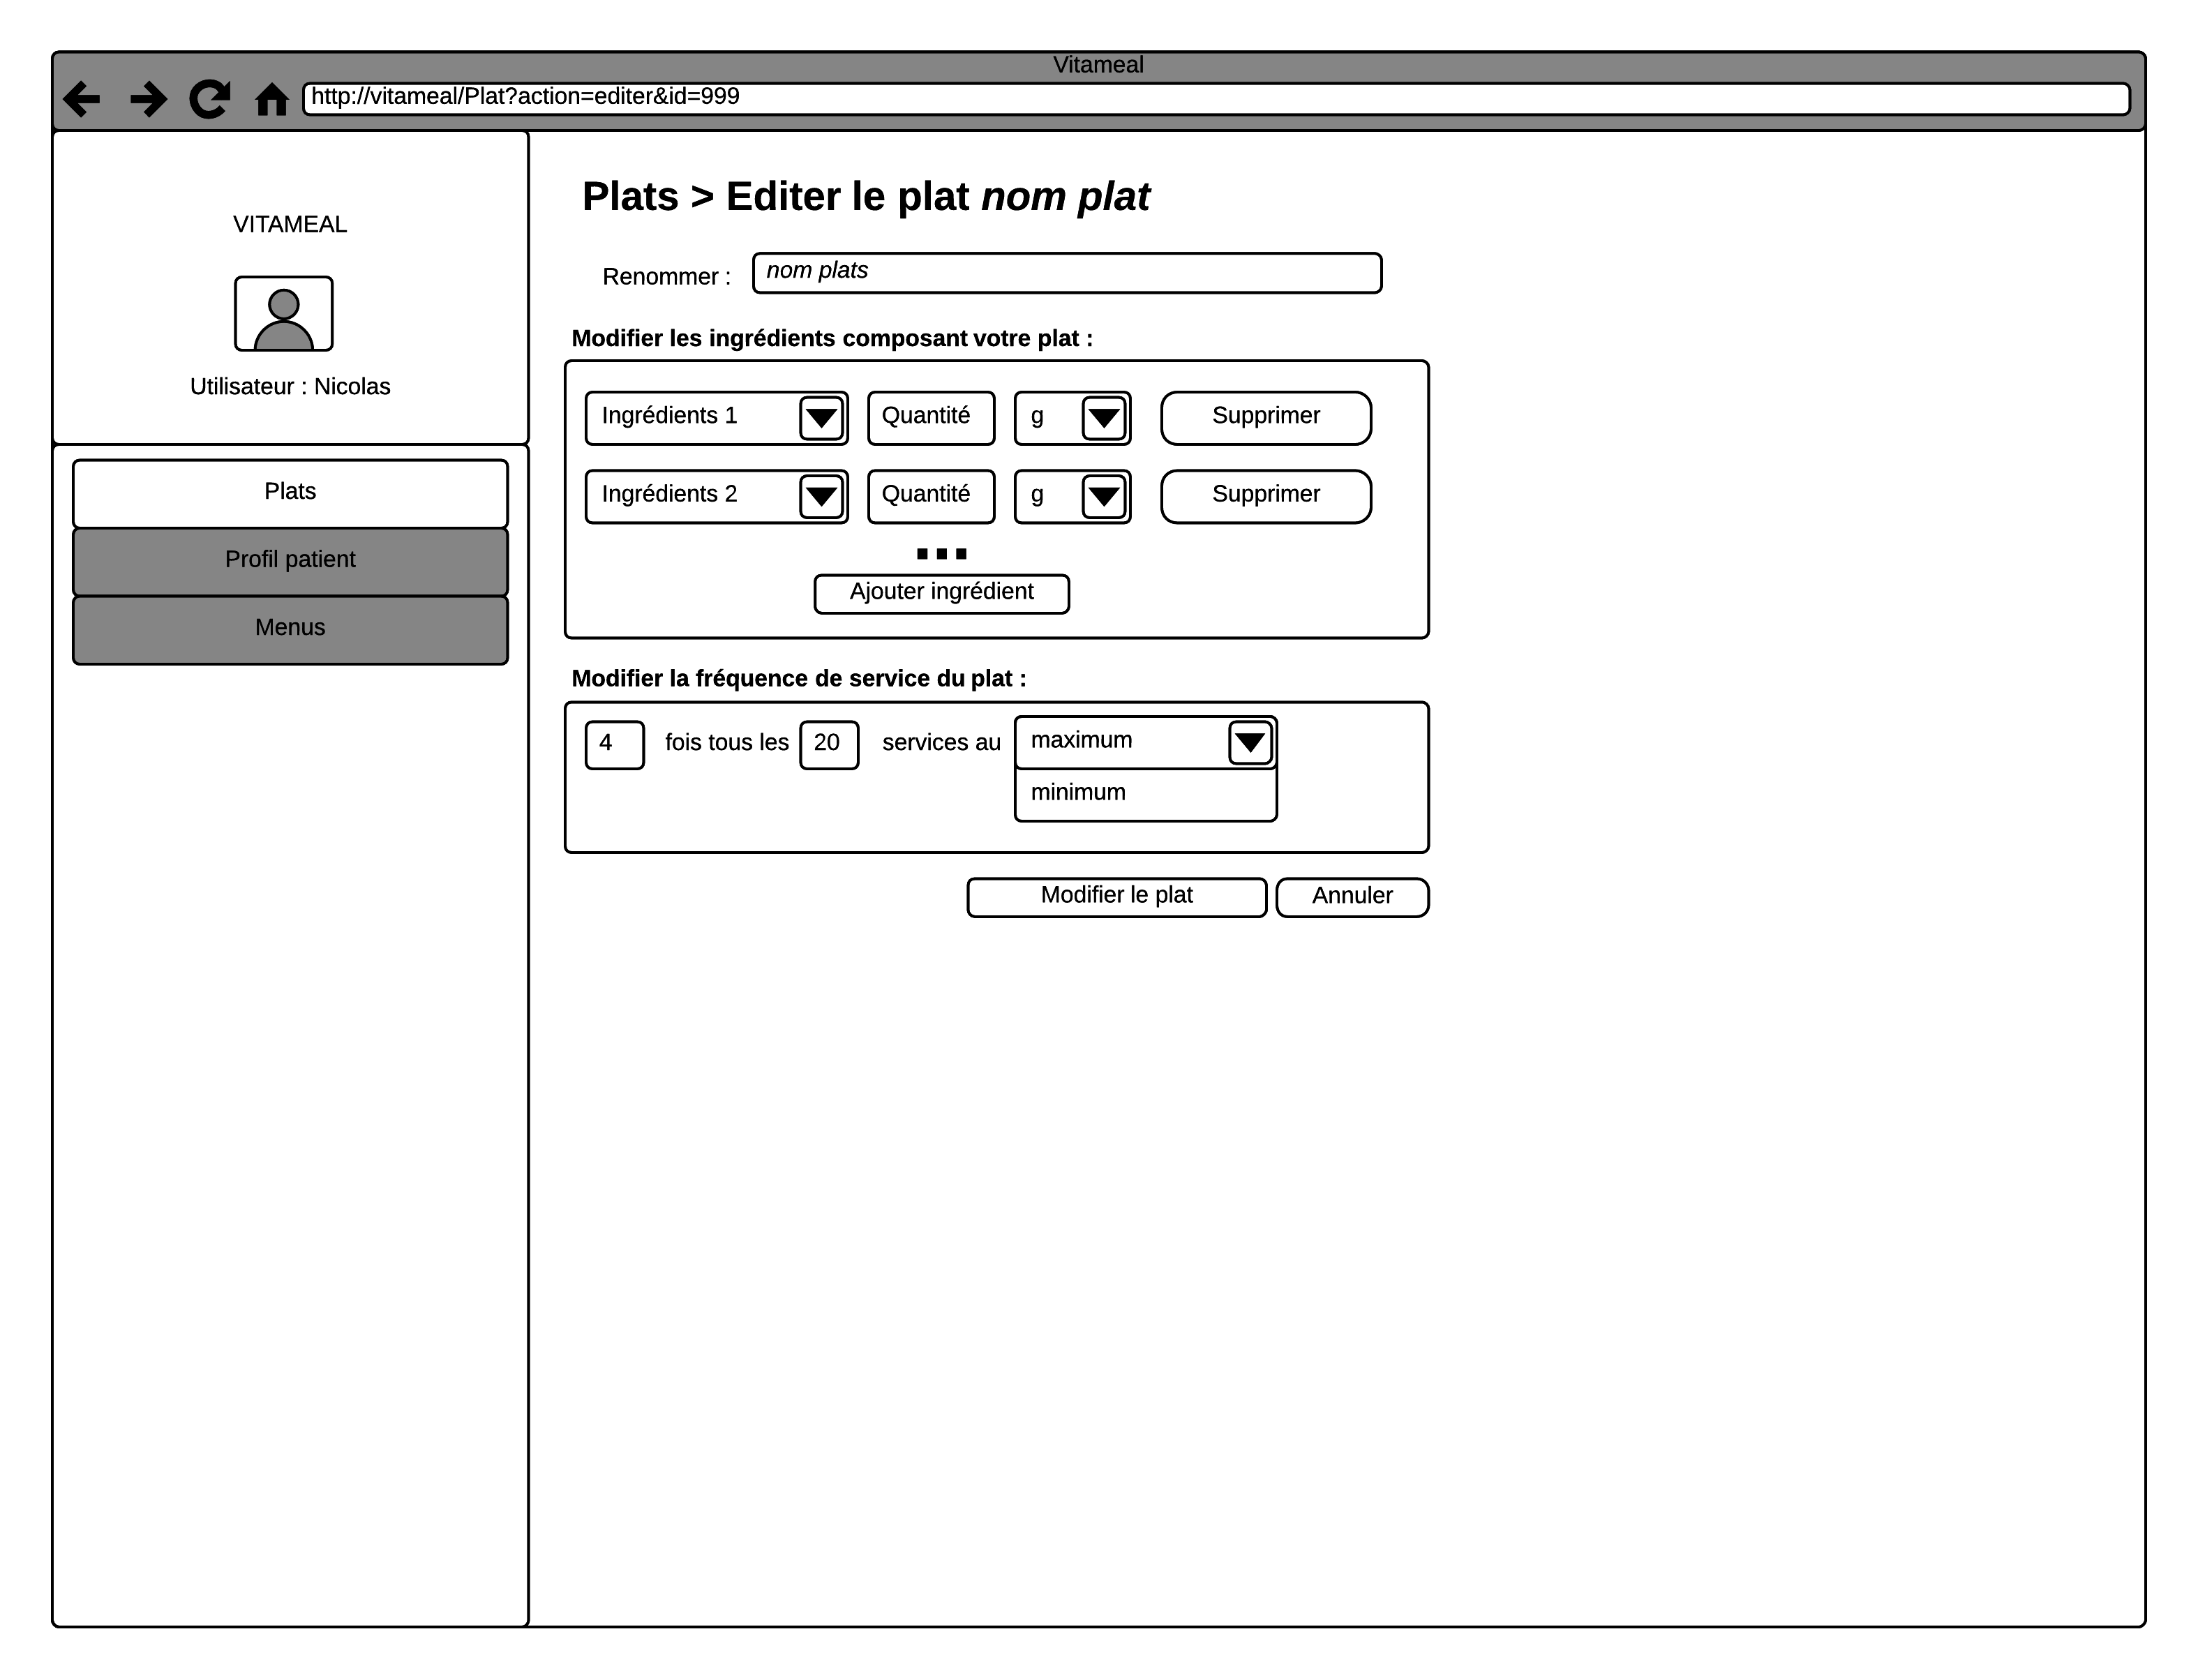 Vitameal
http://vitameal/Plat?action=editer&id=999
VITAMEAL
Utilisateur : Nicolas
Plats
Profil patient
Menus
Plats > Editer le plat nom plat
Renommer : nom plats
Modifier les ingrédients composant votre plat :
Ingrédients 1 Quantité g Supprimer
Ingrédients 2 Quantité g Supprimer
...
Ajouter ingrédient
Modifier la fréquence de service du plat :
4 fois tous les 20 services au maximum
minimum
Modifier le plat Annuler